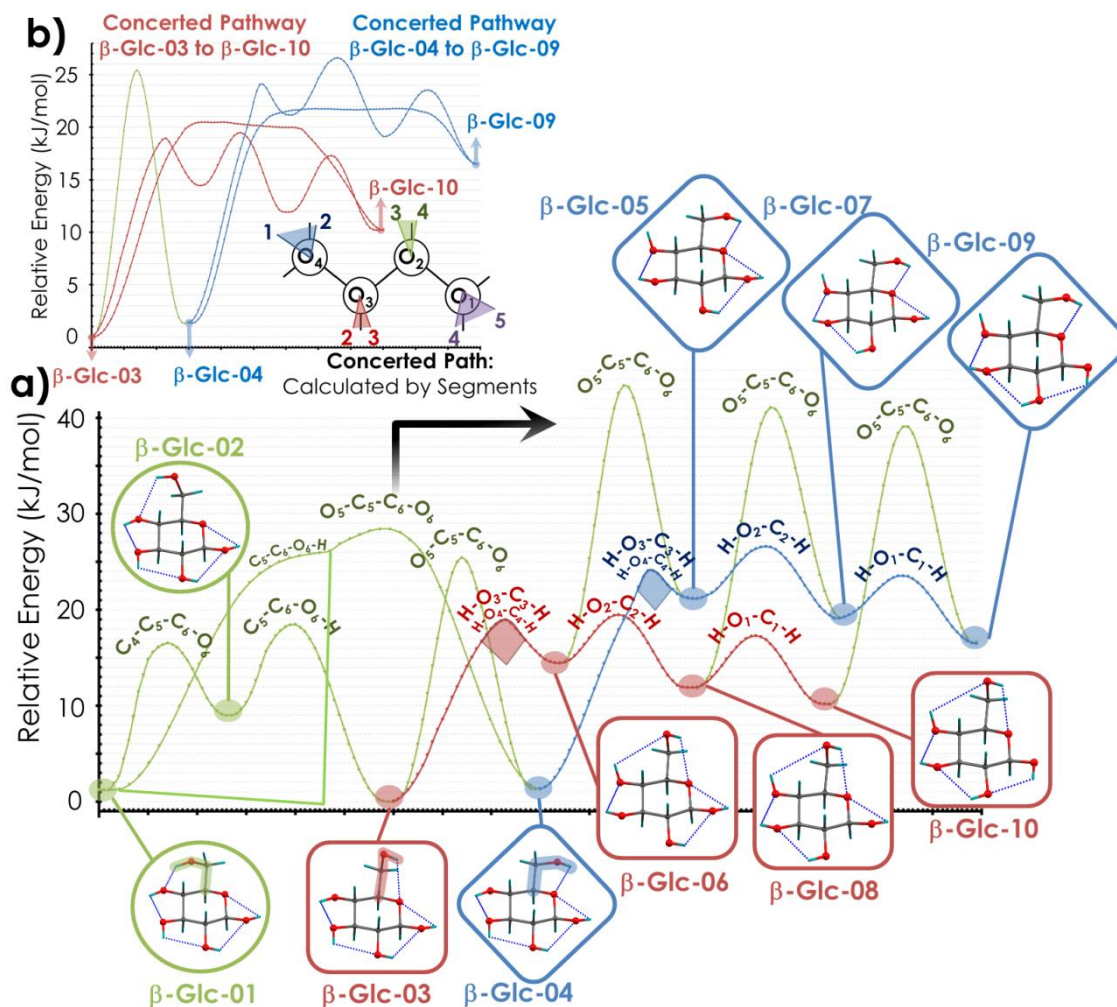 b)
Concerted Pathway
β-Glc-03 to β-Glc-10
Concerted Pathway
β-Glc-04 to β-Glc-09
Relative Energy (kJ/mol)
25
20
15
10
5
0
β-Glc-09
β-Glc-10
1
2
3
4
O4
O2
O3
O1
2
3
4
5
β-Glc-03
β-Glc-04
Concerted Path:
Calculated by Segments
β-Glc-05
β-Glc-07
β-Glc-09
a)
Relative Energy (kJ/mol)
40
30
20
10
0
β-Glc-02
C4-C5-C6-O6
C5-C6-O6-H
C5-C6-O-H
O5-C5-C6-O6
O5-C5-C6-O6
H-O3-C3-H
H-O4-C4-H
H-O2-C2-H
H-O1-C1-H
O5-C5-C6-O6
O5-C5-C6-O6
O5-C5-C6-O6
H-O3-C3-H
H-O4-C4-H
H-O2-C2-H
H-O1-C1-H
β-Glc-01
β-Glc-03
β-Glc-04
β-Glc-06
β-Glc-08
β-Glc-10